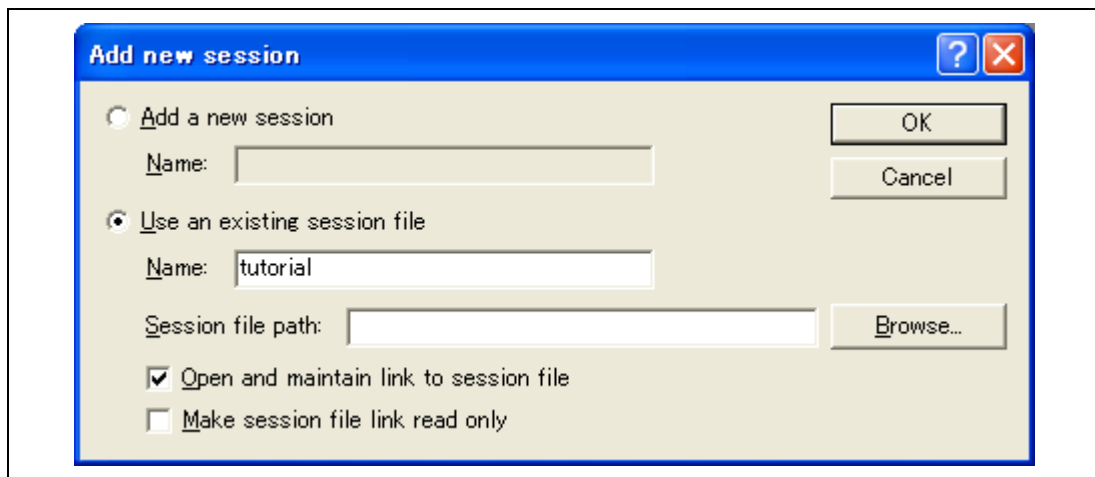 Add new session
Add a new session
OK
Name:
Cancel
Use an existing session file
Name: tutorial
Session file path:
Browse...
Open and maintain link to session file
Make session file link read only